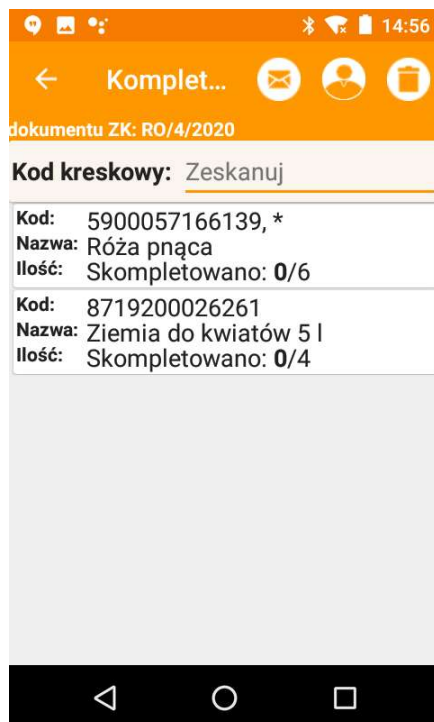 14:56
Komplet...
dokumentu ZK: RO/4/2020
Kod kreskowy: Zeskanuj
Kod: 5900057166139, *
Nazwa: Róża pnąca
Ilość: Skompletowano: 0/6
Kod: 8719200026261
Nazwa: Ziemia do kwiatów 5 l
Ilość: Skompletowano: 0/4